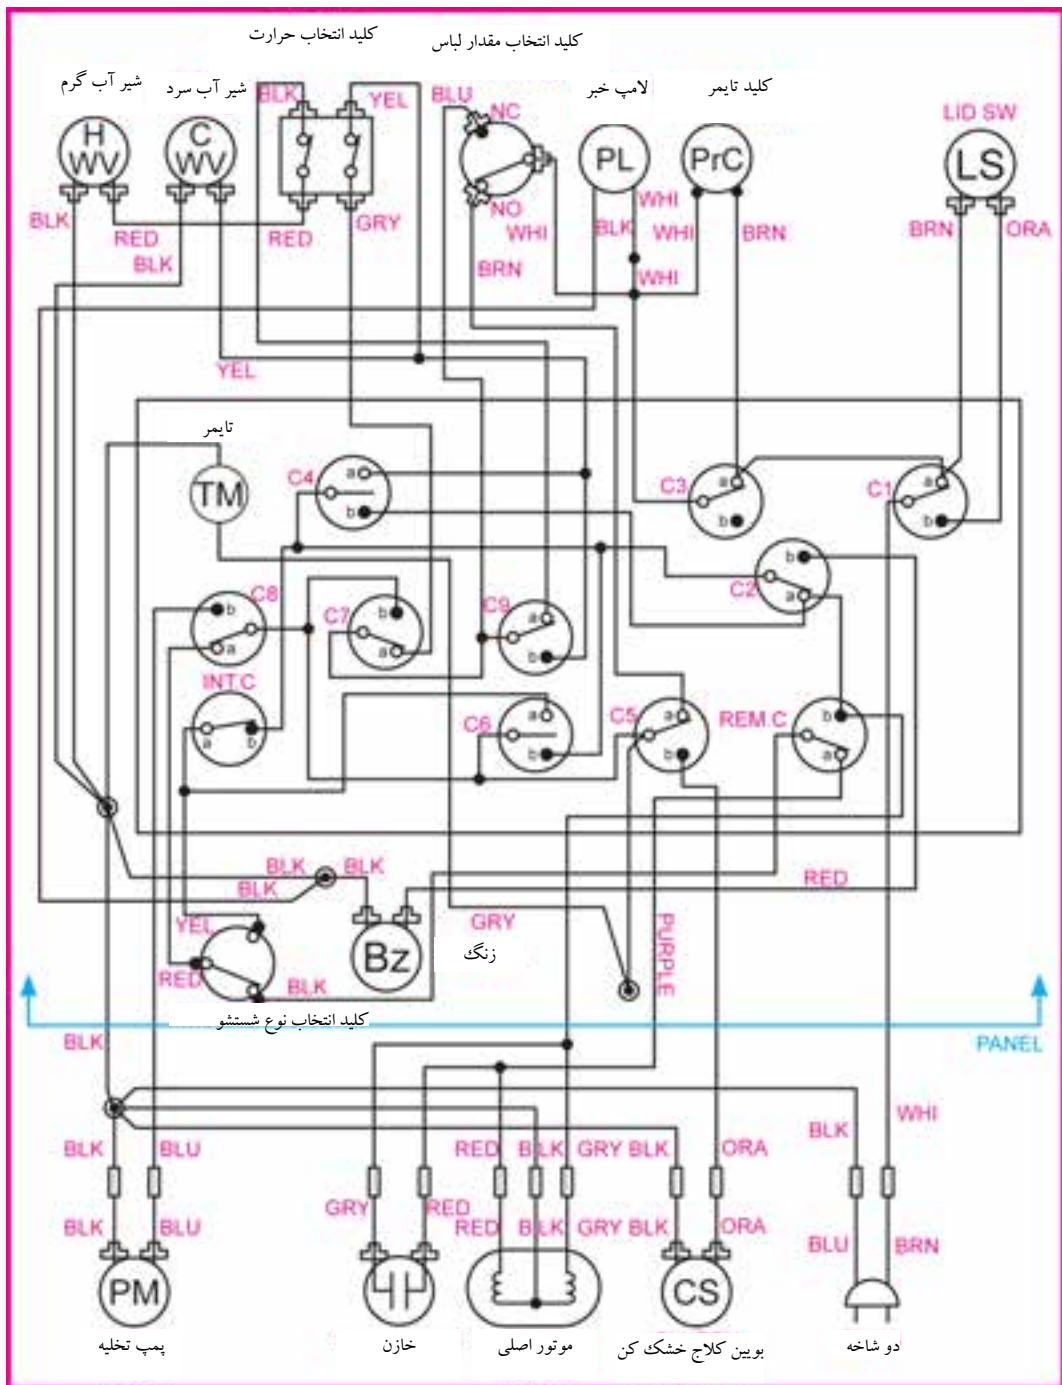 کلید انتخاب حرارت
کلید انتخاب مقدار لباس
شیر آب گرم
شیر آب سرد
لامپ خبر
کلید تایمر
LID SW
BLK
YEL
BLU
NC
H
WV
C
WV
PL
PrC
LS
NO
BLK
RED
BLK
RED
GRY
WHI
BRN
BLK
WHI
WHI
WHI
BRN
BRN
ORA
YEL
تایمر
TM
C4
a
b
C3
a
b
C1
a
b
C2
b
a
C8
b
a
C7
b
a
C9
a
b
INT.C
a
b
C6
a
b
C5
a
b
REM.C
b
a
BLK
BLK
BLK
RED
YEL
RED
BLK
Bz
زنگ
GRY
PURPLE
کلید انتخاب نوع شستشو
PANEL
BLK
WHI
BLK
BLU
RED
BLK
GRY
BLK
ORA
BLK
GRY
RED
BLK
BLU
RED
BLK
GRY
BLK
ORA
BLU
BRN
PM
CS
پمپ تخلیه
خازن
موتور اصلی
بوبین کلاج خشک کن
دو شاخه